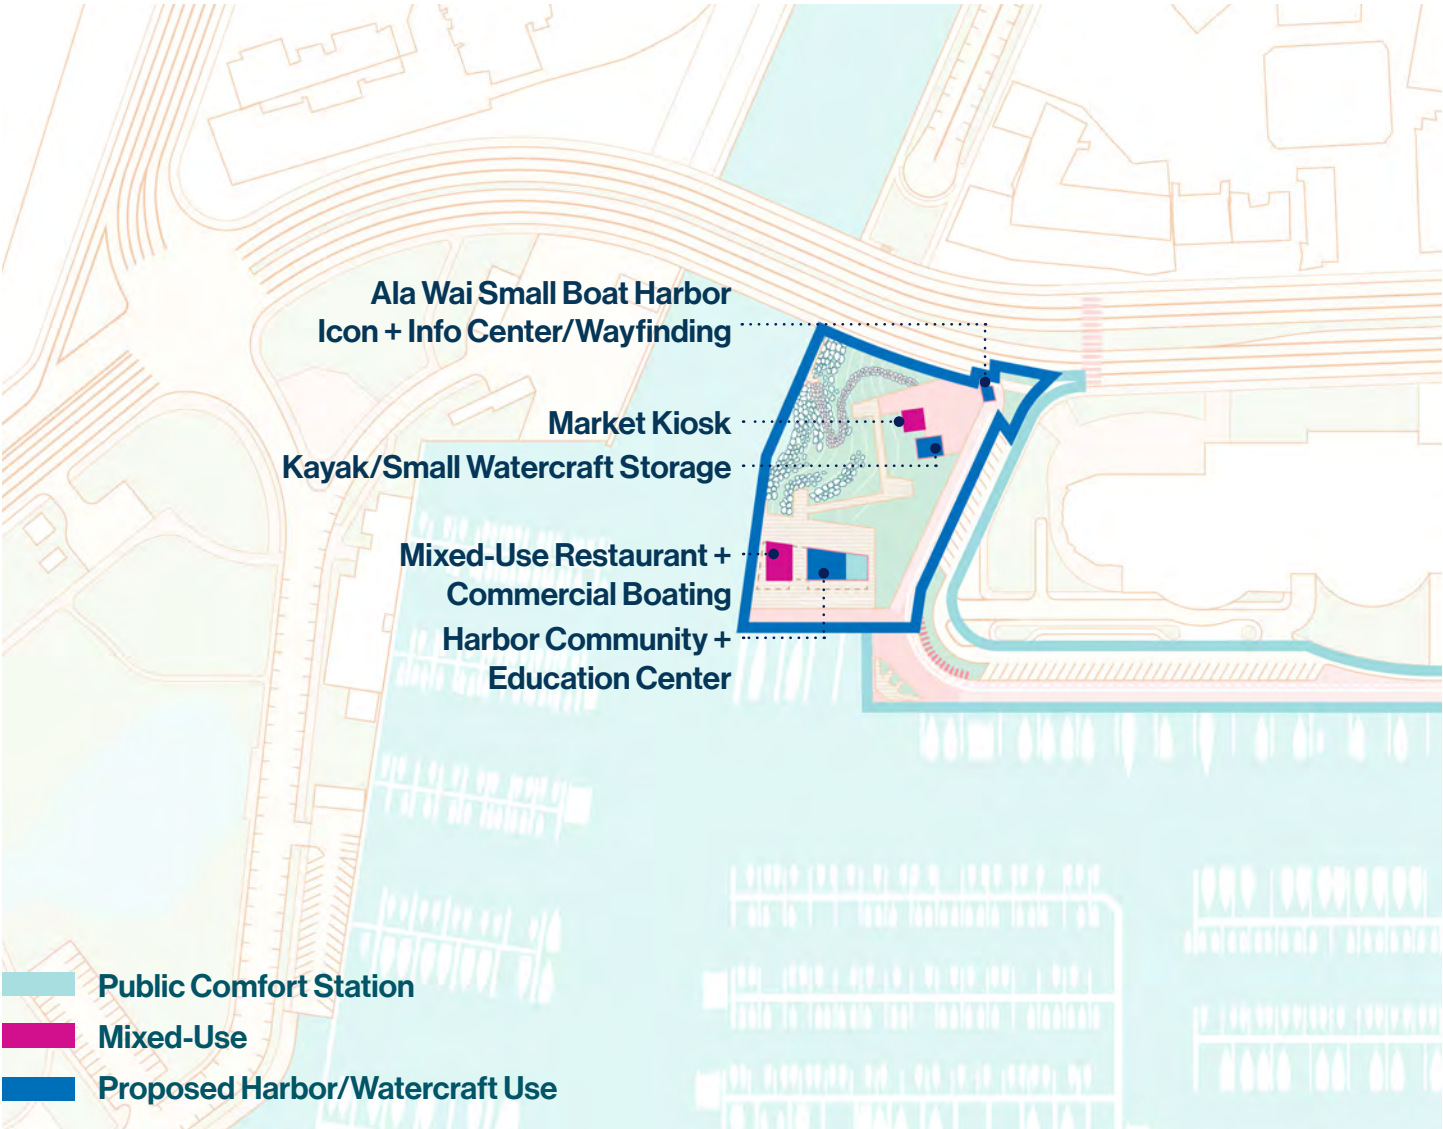 Ala Wai Small Boat Harbor
Icon + Info Center/Wayfinding
Market Kiosk
Kayak/Small Watercraft Storage
Mixed-Use Restaurant +
Commercial Boating
Harbor Community +
Education Center
Public Comfort Station
Mixed-Use
Proposed Harbor/Watercraft Use